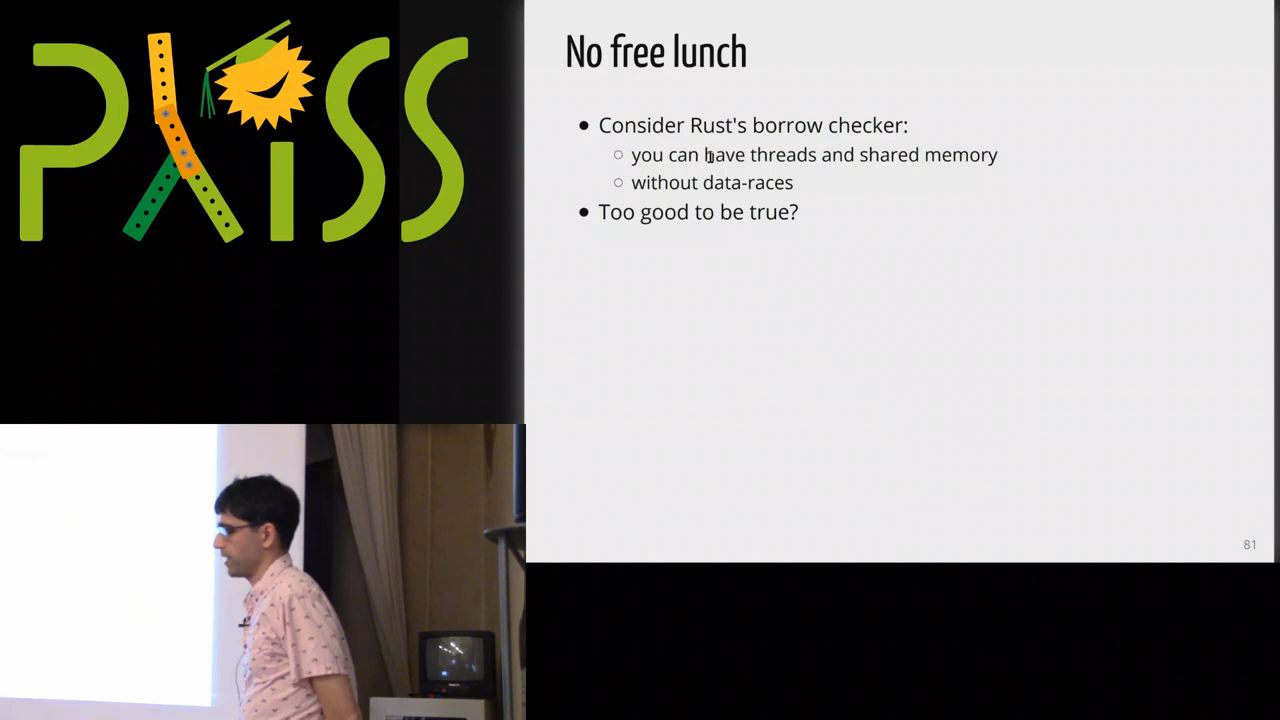 PLISS
No free lunch
• Consider Rust's borrow checker:
○ you can have threads and shared memory
○ without data-races
• Too good to be true?
81